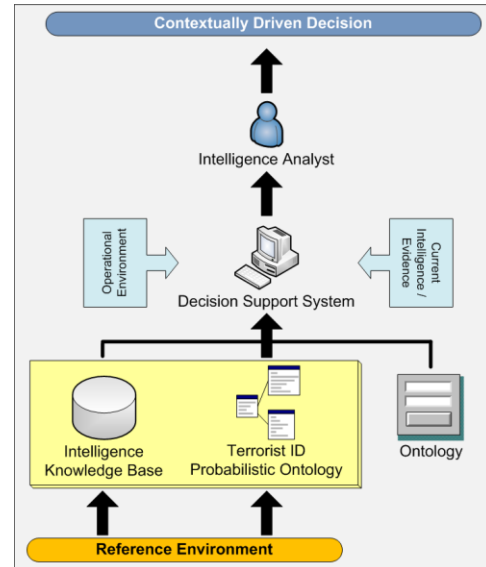 Contextually Driven Decision
Intelligence Analyst
Operational
Environment
Current
Intelligence /
Evidence
Decision Support System
Intelligence
Knowledge Base
Terrorist ID
Probabilistic Ontology
Ontology
Reference Environment